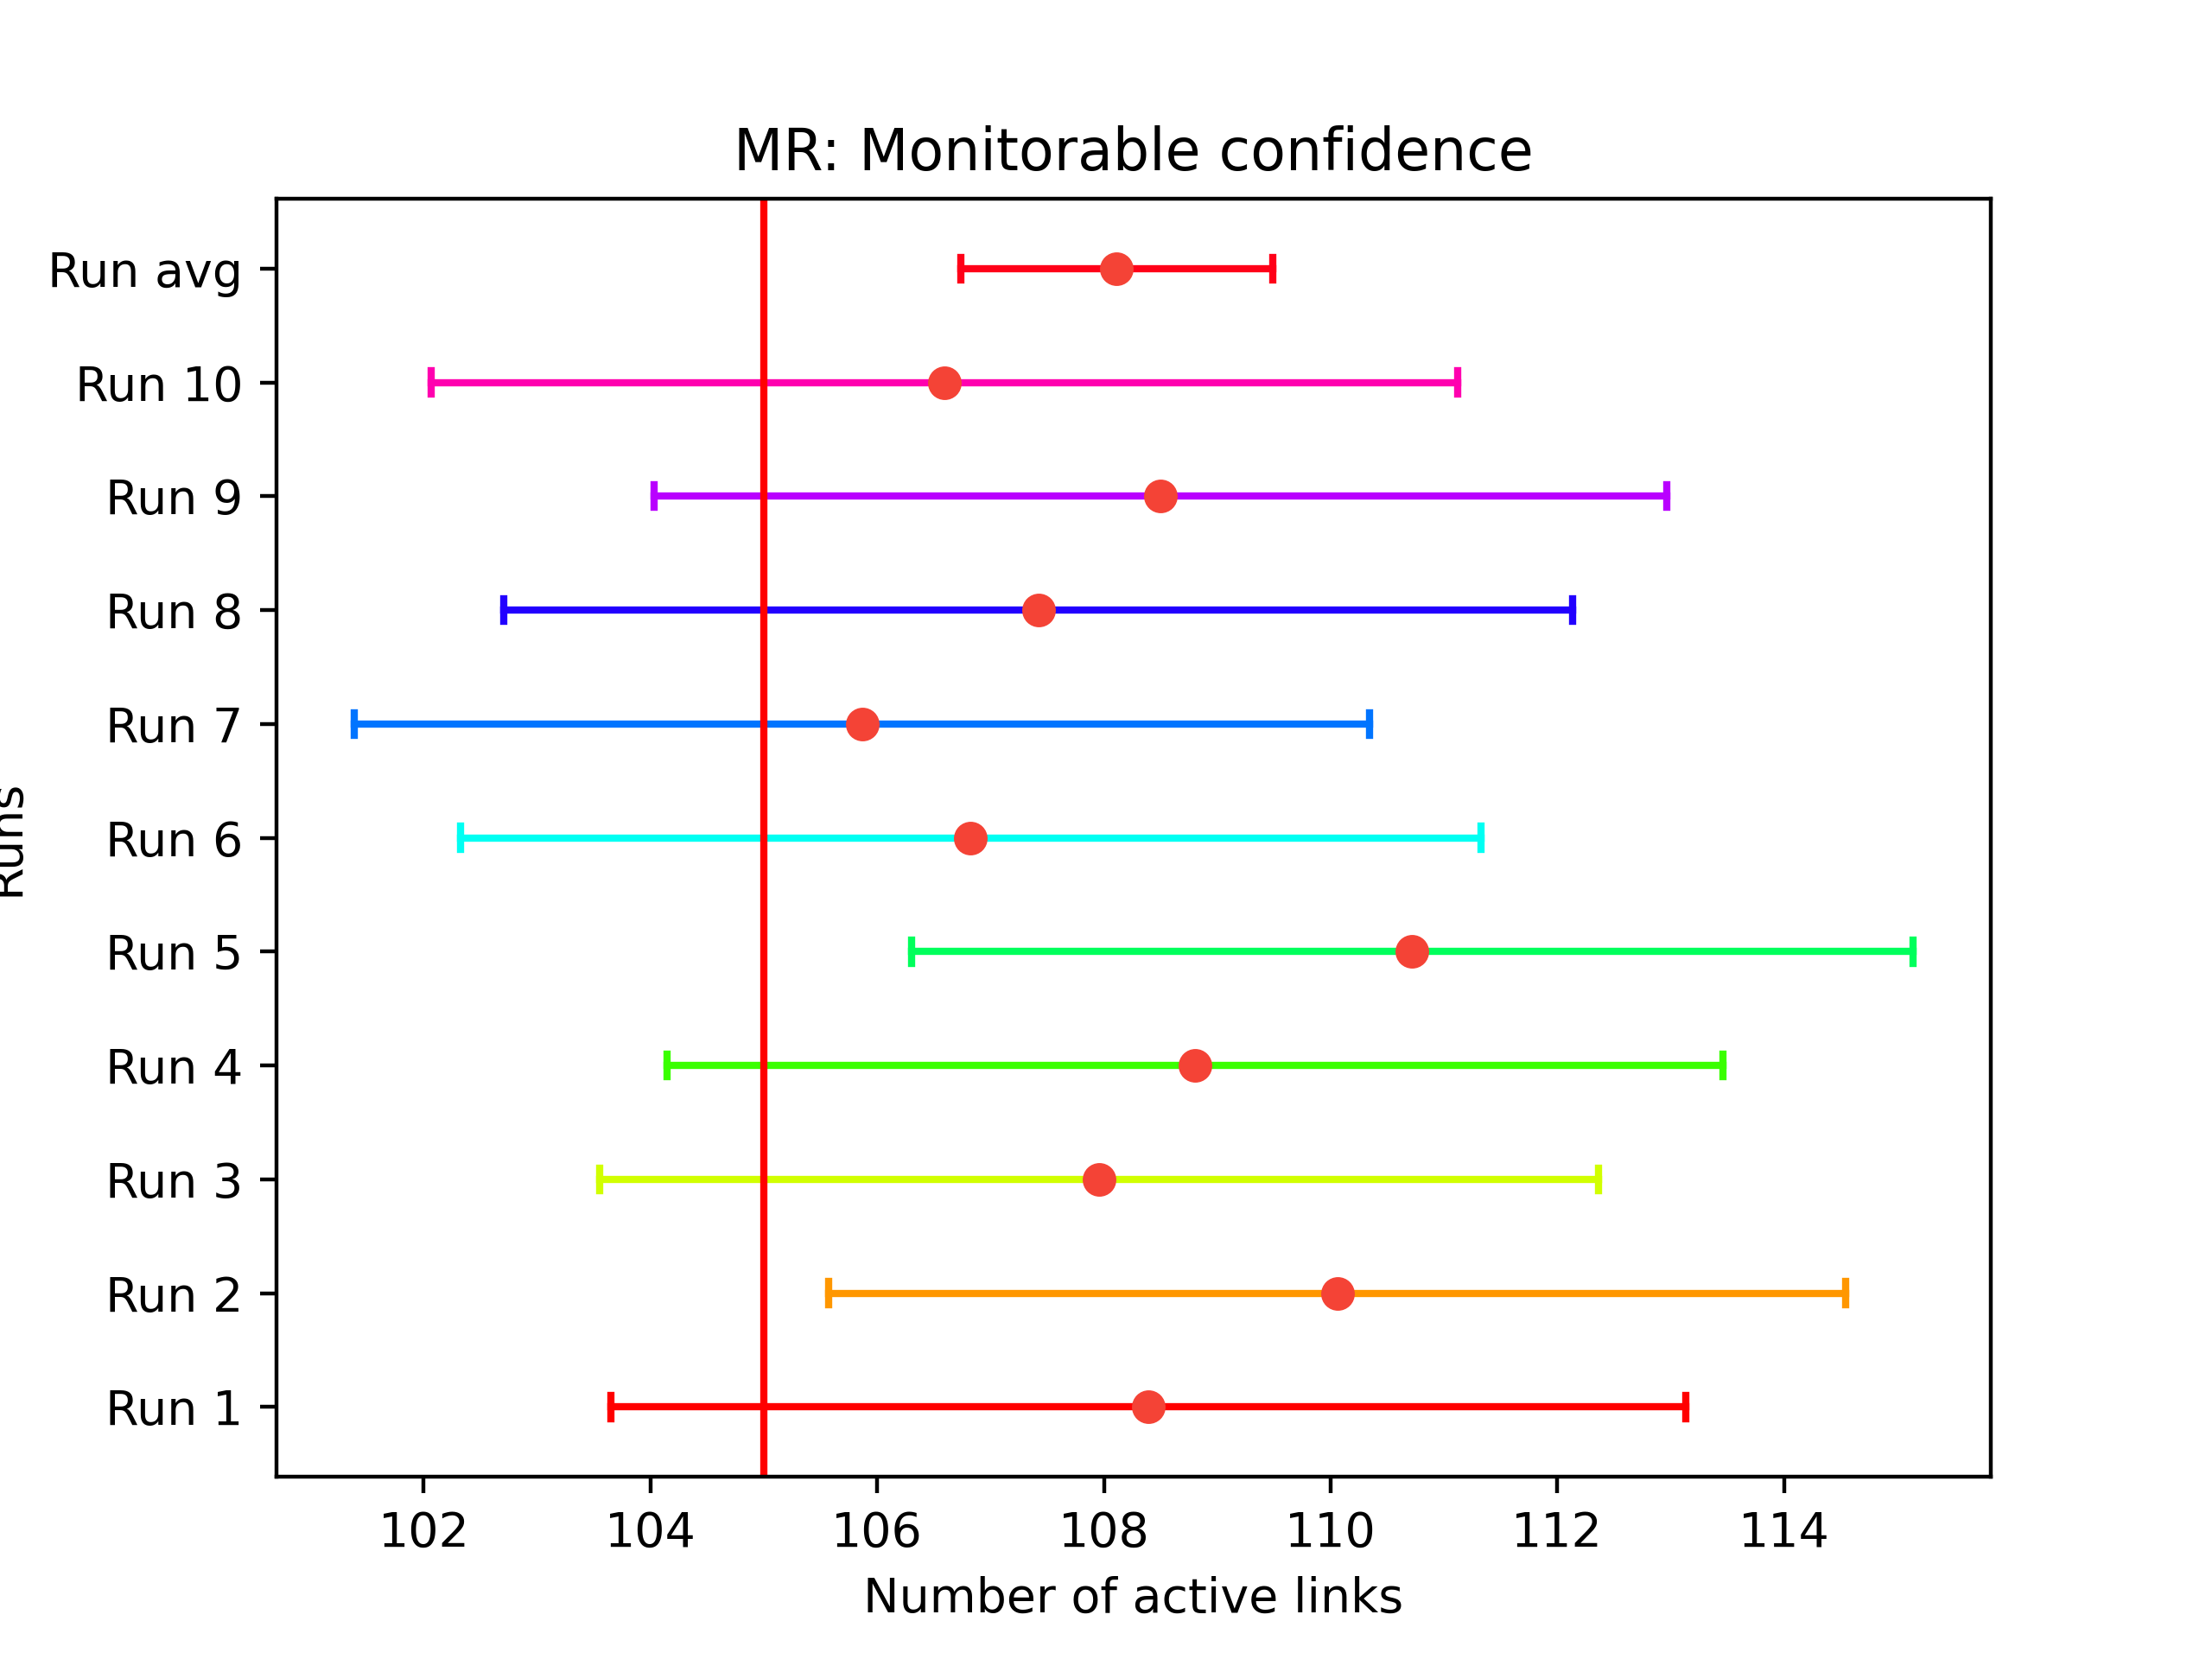 MR: Monitorable confidence
Run avg
Run 10
Run 9
Run 8
Run 7
Run 6
Run 5
Run 4
Run 3
Run 2
Run 1
Runs
102 104 106 108 110 112 114
Number of active links